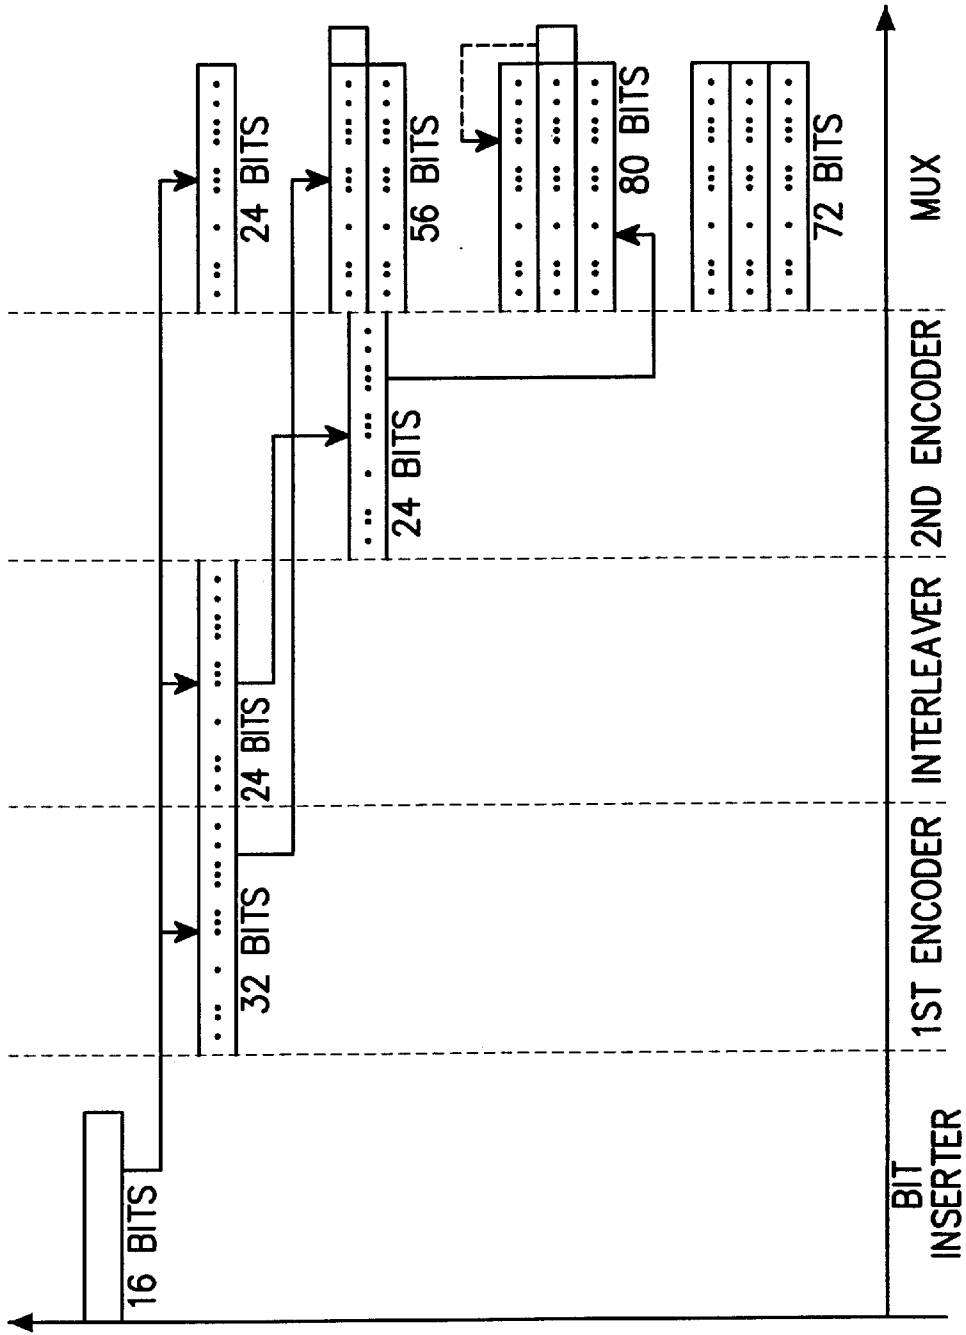 16 BITS
32 BITS
24 BITS
24 BITS
24 BITS
56 BITS
80 BITS
72 BITS
BIT
INSERTER
1ST ENCODER
INTERLEAVER
2ND ENCODER
MUX